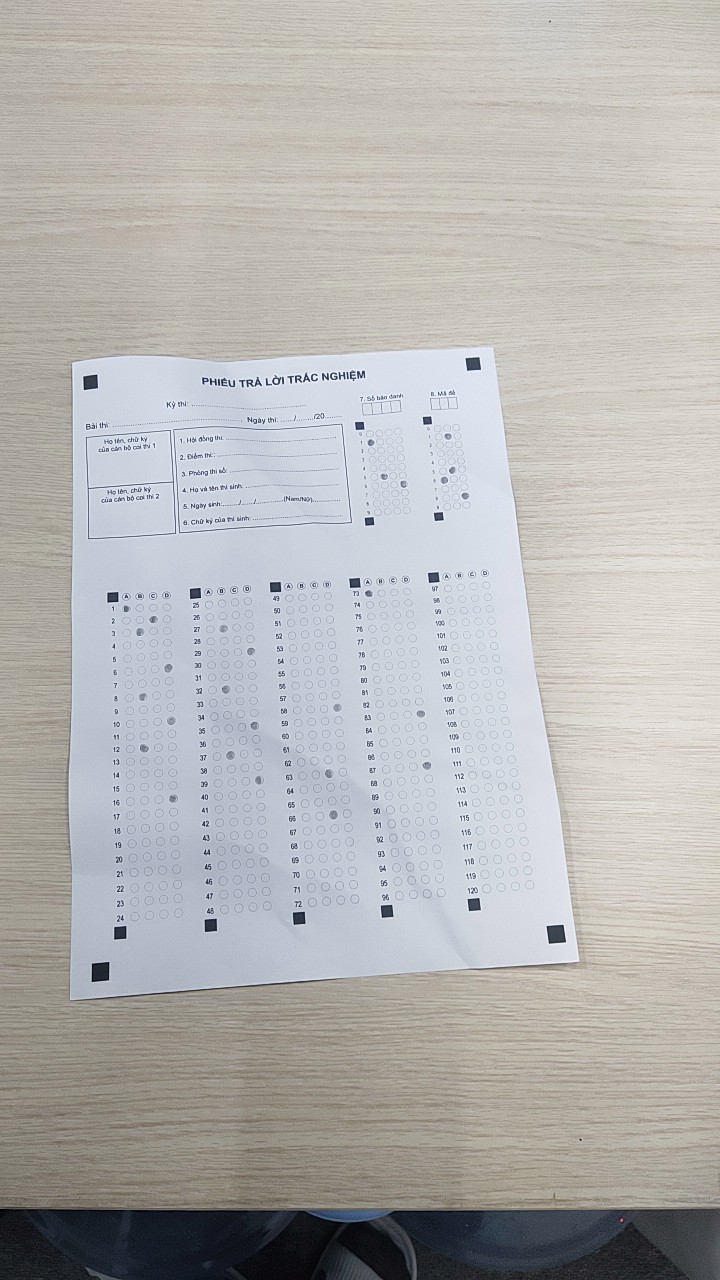 PHIẾU TRẢ LỜI TRẮC NGHIỆM
Kỳ thi: ..............................
Bài thi: .............................. Ngày thi: ....../......../20........
7. Số báo danh
8. Mã đề
Họ tên, chữ ký
của cán bộ coi thi 1
Họ tên, chữ ký
của cán bộ coi thi 2
1. Hội đồng thi: ..............................
2. Điểm thi: ..............................
3. Phòng thi số: ..............................
4. Họ và tên thí sinh: ..............................
5. Ngày sinh:......./......./..............(Nam/Nữ)..............
6. Chữ ký của thí sinh: ..............................
0 0
1 1
2 2
3 3
4 4
5 5
6 6
7 7
8 8
9 9
A B C D A B C D A B C D A B C D A B C D
1 25 49 73 97
2 26 50 74 98
3 27 51 75 99
4 28 52 76 100
5 29 53 77 101
6 30 54 78 102
7 31 55 79 103
8 32 56 80 104
9 33 57 81 105
10 34 58 82 106
11 35 59 83 107
12 36 60 84 108
13 37 61 85 109
14 38 62 86 110
15 39 63 87 111
16 40 64 88 112
17 41 65 89 113
18 42 66 90 114
19 43 67 91 115
20 44 68 92 116
21 45 69 93 117
22 46 70 94 118
23 47 71 95 119
24 48 72 96 120